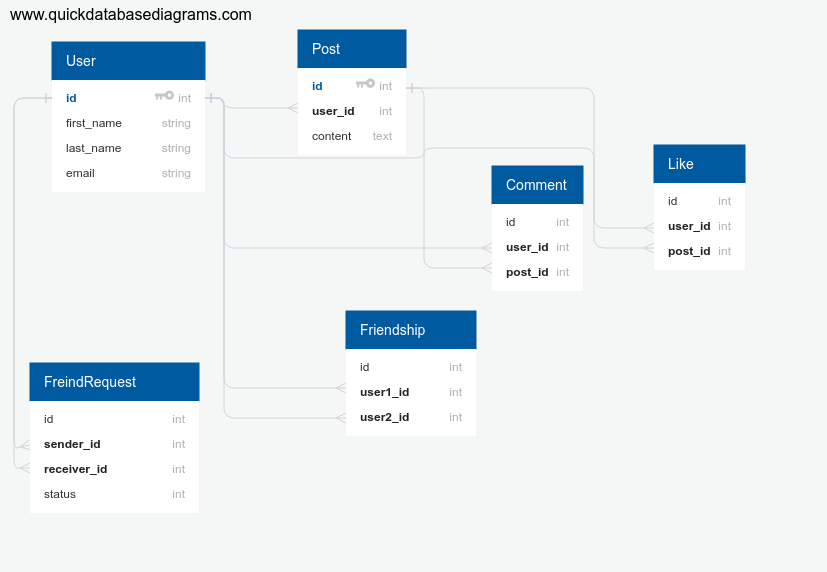 www.quickdatabasediagrams.com
User
id int
first_name string
last_name string
email string
Post
id int
user_id int
content text
Comment
id int
user_id int
post_id int
Like
id int
user_id int
post_id int
Friendship
id int
user1_id int
user2_id int
FreindRequest
id int
sender_id int
receiver_id int
status int